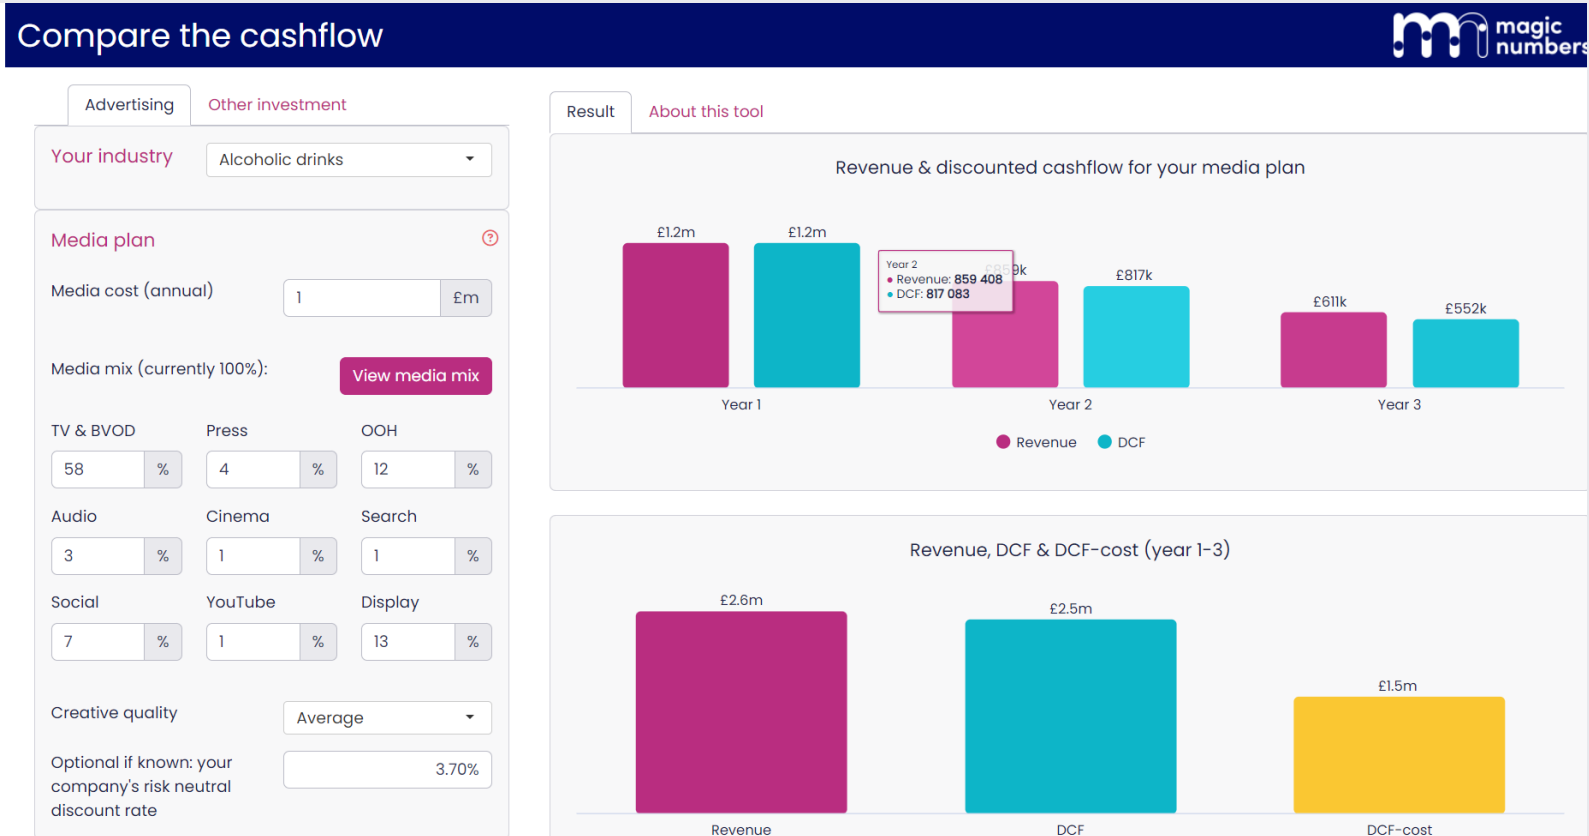 Compare the cashflow
magic
numbers
Advertising
Other investment
Your industry
Alcoholic drinks
Media plan
?
Media cost (annual)
1
£m
Media mix (currently 100%):
View media mix
TV & BVOD
Press
OOH
58 %
4 %
12 %
Audio
Cinema
Search
3 %
1 %
1 %
Social
YouTube
Display
7 %
1 %
13 %
Creative quality
Average
Optional if known: your
company's risk neutral
discount rate
3.70%
Result
About this tool
Revenue & discounted cashflow for your media plan
£1.2m
£1.2m
Year 2
Revenue: 859 408
DCF: 817 083
£859k
£817k
£611k
£552k
Year 1
Year 2
Year 3
Revenue
DCF
Revenue, DCF & DCF-cost (year 1-3)
£2.6m
£2.5m
£1.5m
Revenue
DCF
DCF-cost